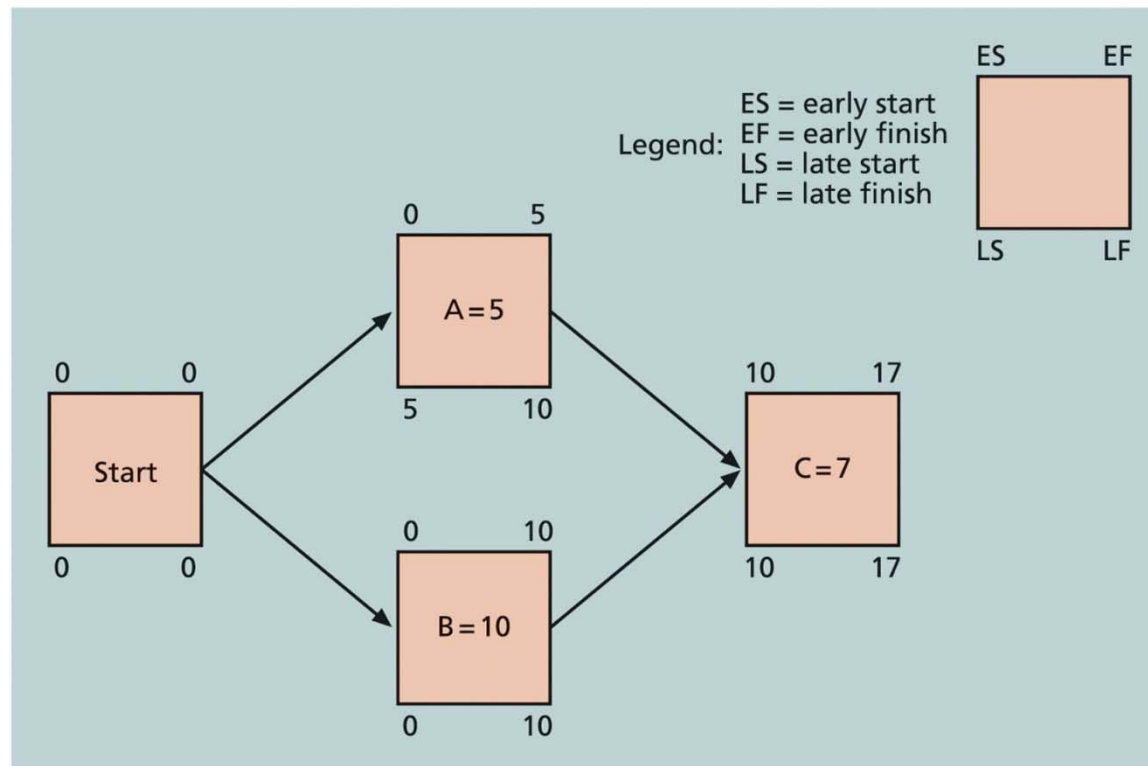 ES EF
ES = early start
EF = early finish
Legend:
LS = late start
LF = late finish
LS LF
0 5
A=5
5 10
0 0
Start
0 0
10 17
C=7
10 17
0 10
B=10
0 10